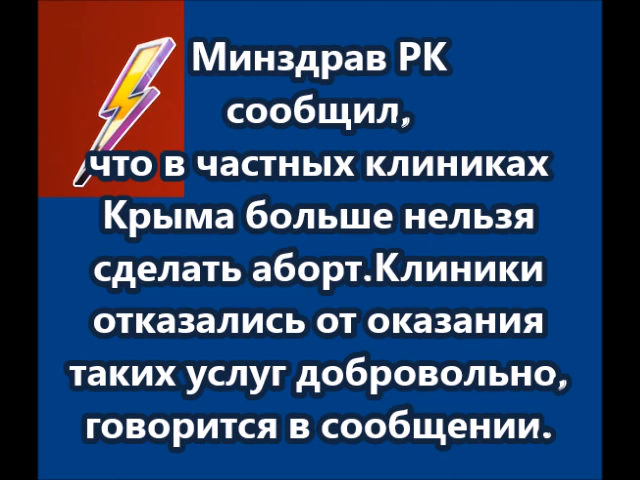 Минздрав РК
сообщил,
что в частных клиниках
Крыма больше нельзя
сделать аборт.Клиники
отказались от оказания
таких услуг добровольно,
говорится в сообщении.